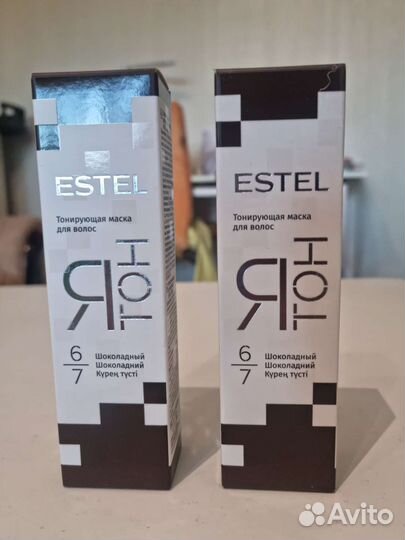 ESTEL
Тонирующая маска
для волос
Я
ТОН
6/7
Шоколадный
Шоколадний
Күрең түсті
ESTEL
Тонирующая маска
для волос
Я
ТОН
6/7
Шоколадный
Шоколадний
Күрең түсті
Avito